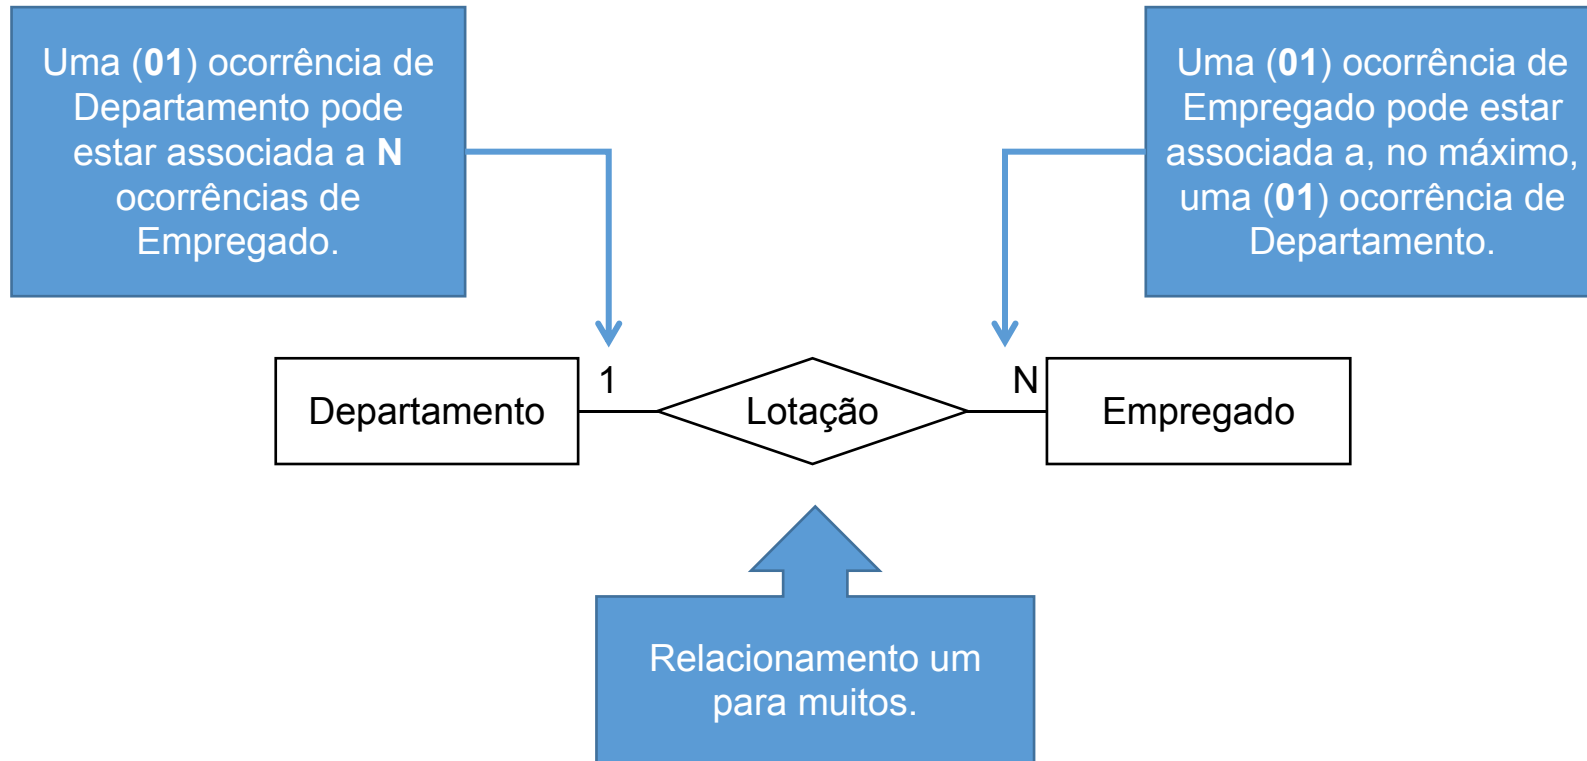 Uma (01) ocorrência de
Departamento pode
estar associada a N
ocorrências de
Empregado.
Uma (01) ocorrência de
Empregado pode estar
associada a, no máximo,
uma (01) ocorrência de
Departamento.
Departamento
1
Lotação
N
Empregado
Relacionamento um
para muitos.